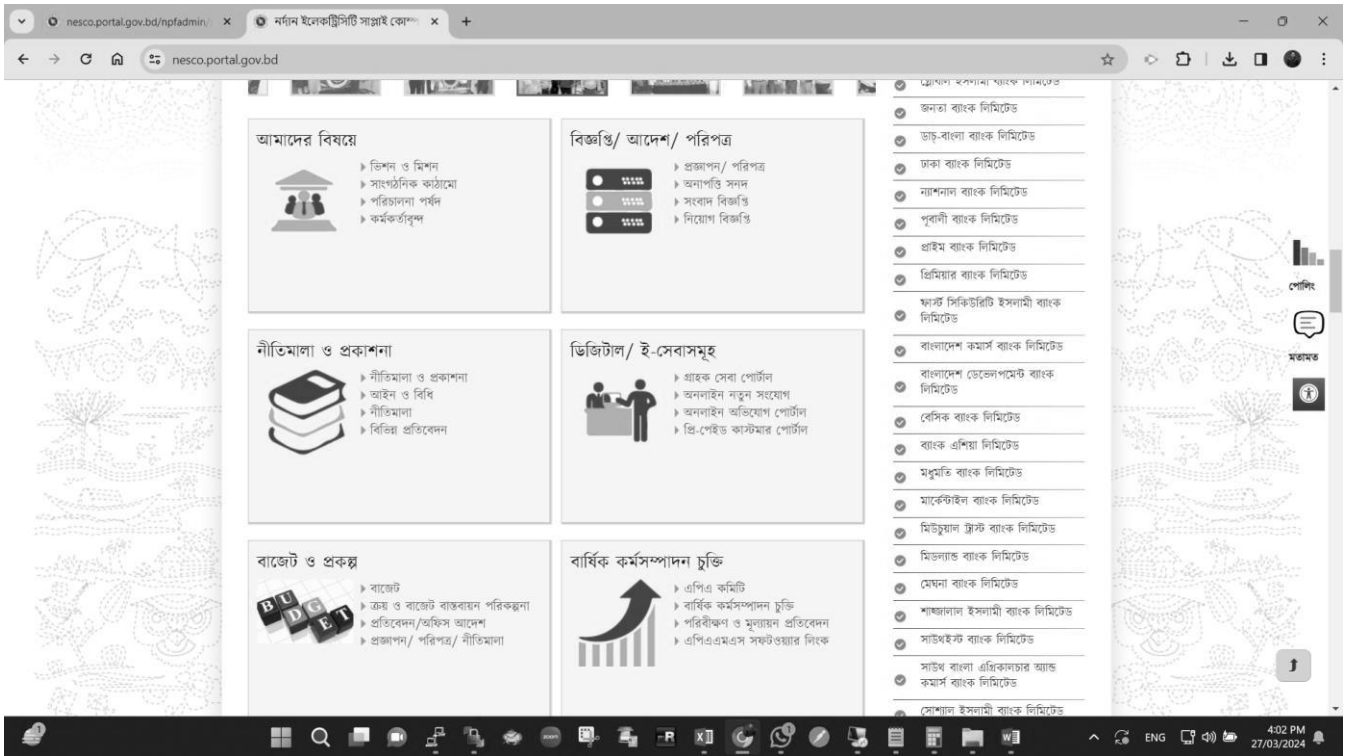 nesco.portal.gov.bd/npfadmin/
নর্দান ইলেকট্রিসিটি সাপ্লাই কোম্প
nesco.portal.gov.bd
আমাদের বিষয়ে
ভিশন ও মিশন
সাংগঠনিক কাঠামো
পরিচালনা পর্ষদ
কর্মকর্তাবৃন্দ
বিজ্ঞপ্তি/ আদেশ/ পরিপত্র
প্রজ্ঞাপন/ পরিপত্র
অনাপত্তি সনদ
সংবাদ বিজ্ঞপ্তি
নিয়োগ বিজ্ঞপ্তি
নীতিমালা ও প্রকাশনা
নীতিমালা ও প্রকাশনা
আইন ও বিধি
নীতিমালা
বিভিন্ন প্রতিবেদন
ডিজিটাল/ ই-সেবাসমূহ
গ্রাহক সেবা পোর্টাল
অনলাইন নতুন সংযোগ
অনলাইন অভিযোগ পোর্টাল
প্রি-পেইড কাস্টমার পোর্টাল
বাজেট ও প্রকল্প
BUDGET
বাজেট
ক্রয় ও বাজেট বাস্তবায়ন পরিকল্পনা
প্রতিবেদন/অফিস আদেশ
প্রজ্ঞাপন/ পরিপত্র/ নীতিমালা
বার্ষিক কর্মসম্পাদন চুক্তি
এপিএ কমিটি
বার্ষিক কর্মসম্পাদন চুক্তি
পরিবীক্ষণ ও মূল্যায়ন প্রতিবেদন
এপিএএমএস সফটওয়্যার লিংক
গ্লোবাল ইসলামী ব্যাংক লিমিটেড
জনতা ব্যাংক লিমিটেড
ডাচ্-বাংলা ব্যাংক লিমিটেড
ঢাকা ব্যাংক লিমিটেড
ন্যাশনাল ব্যাংক লিমিটেড
পূবালী ব্যাংক লিমিটেড
প্রাইম ব্যাংক লিমিটেড
প্রিমিয়ার ব্যাংক লিমিটেড
ফার্স্ট সিকিউরিটি ইসলামী ব্যাংক
লিমিটেড
বাংলাদেশ কমার্স ব্যাংক লিমিটেড
বাংলাদেশ ডেভেলপমেন্ট ব্যাংক
লিমিটেড
বেসিক ব্যাংক লিমিটেড
ব্যাংক এশিয়া লিমিটেড
মধুমতি ব্যাংক লিমিটেড
মার্কেন্টাইল ব্যাংক লিমিটেড
মিউচুয়াল ট্রাস্ট ব্যাংক লিমিটেড
মিডল্যান্ড ব্যাংক লিমিটেড
মেঘনা ব্যাংক লিমিটেড
শাহ্জালাল ইসলামী ব্যাংক লিমিটেড
সাউথইস্ট ব্যাংক লিমিটেড
সাউথ বাংলা এগ্রিকালচার অ্যান্ড
কমার্স ব্যাংক লিমিটেড
সোশ্যাল ইসলামী ব্যাংক লিমিটেড
পোলিং
মতামত
zoom
ENG
4:02 PM
27/03/2024